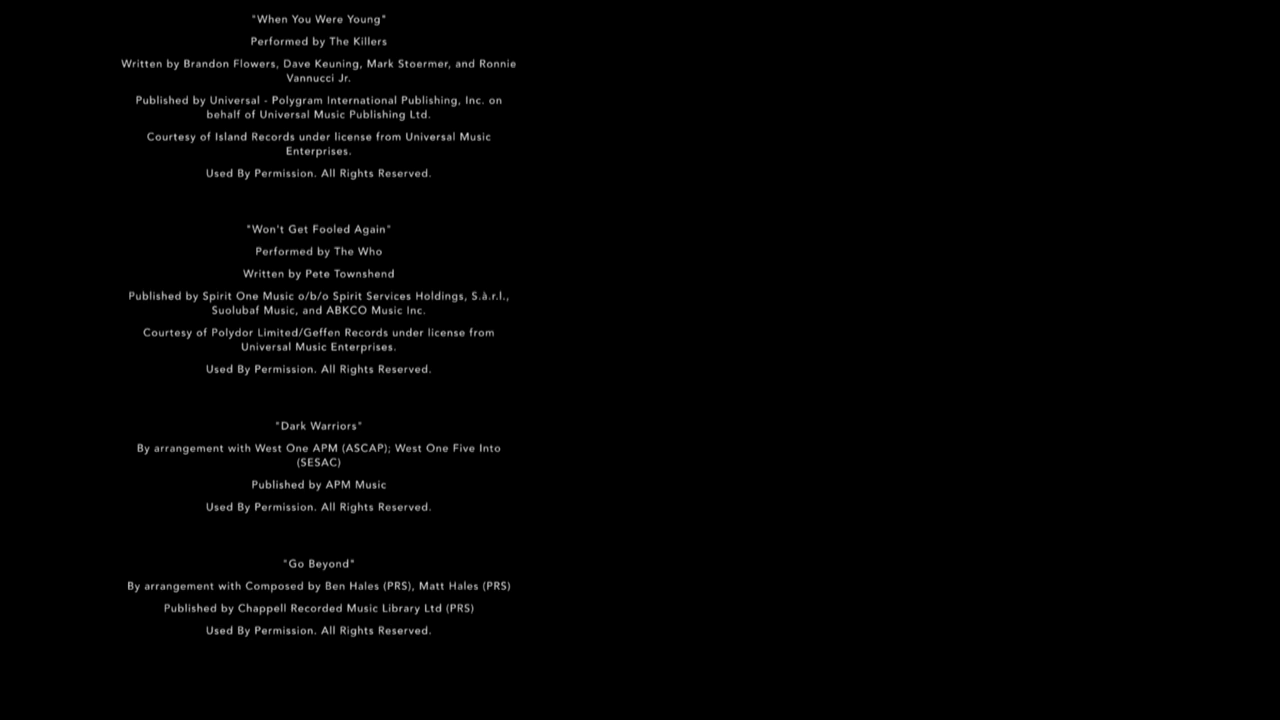 "When You Were Young"
Performed by The Killers
Written by Brandon Flowers, Dave Keuning, Mark Stoermer, and Ronnie
Vannucci Jr.
Published by Universal - Polygram International Publishing, Inc. on
behalf of Universal Music Publishing Ltd.
Courtesy of Island Records under license from Universal Music
Enterprises.
Used By Permission. All Rights Reserved.
"Won't Get Fooled Again"
Performed by The Who
Written by Pete Townshend
Published by Spirit One Music o/b/o Spirit Services Holdings, S.à.r.l.,
Suolubaf Music, and ABKCO Music Inc.
Courtesy of Polydor Limited/Geffen Records under license from
Universal Music Enterprises.
Used By Permission. All Rights Reserved.
"Dark Warriors"
By arrangement with West One APM (ASCAP); West One Five Into
(SESAC)
Published by APM Music
Used By Permission. All Rights Reserved.
"Go Beyond"
By arrangement with Composed by Ben Hales (PRS), Matt Hales (PRS)
Published by Chappell Recorded Music Library Ltd (PRS)
Used By Permission. All Rights Reserved.